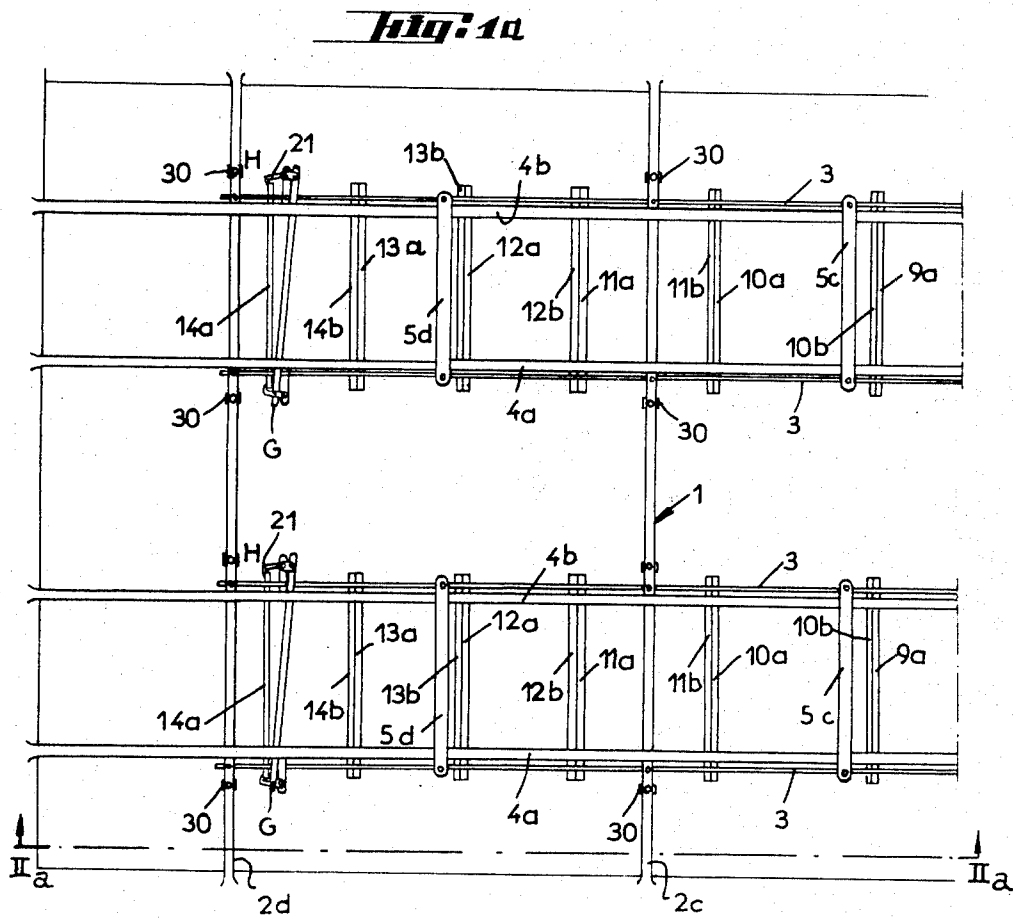 Fig: 1a
30 H 21 13b 4b 30 3
13a 12a 11a 11b 10a 5c 9a
14a 14b 5d 12b 10b
4a
30 G 30 3
1
21
H 4b 3
13a 12a 11a 10a 10b 9a
14a 14b 13b 12b 11b 5c
5d
30 G 4a 30 3
IIa IIa
2d 2c